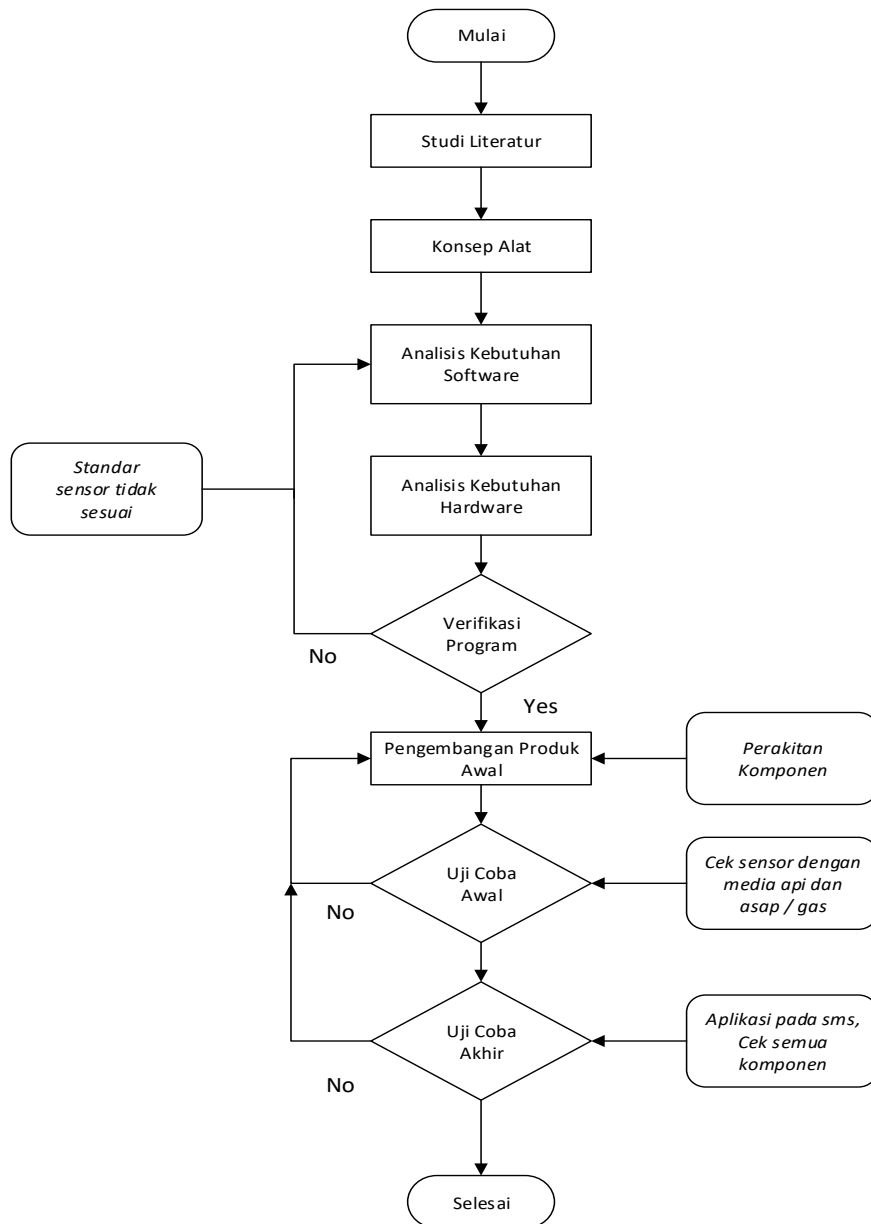 Mulai
Studi Literatur
Konsep Alat
Analisis Kebutuhan
Software
Standar
sensor tidak
sesuai
Analisis Kebutuhan
Hardware
Verifikasi
Program
No
Yes
Pengembangan Produk
Awal
Perakitan
Komponen
Uji Coba
Awal
No
Cek sensor dengan
media api dan
asap / gas
Uji Coba
Akhir
No
Aplikasi pada sms,
Cek semua
komponen
Selesai